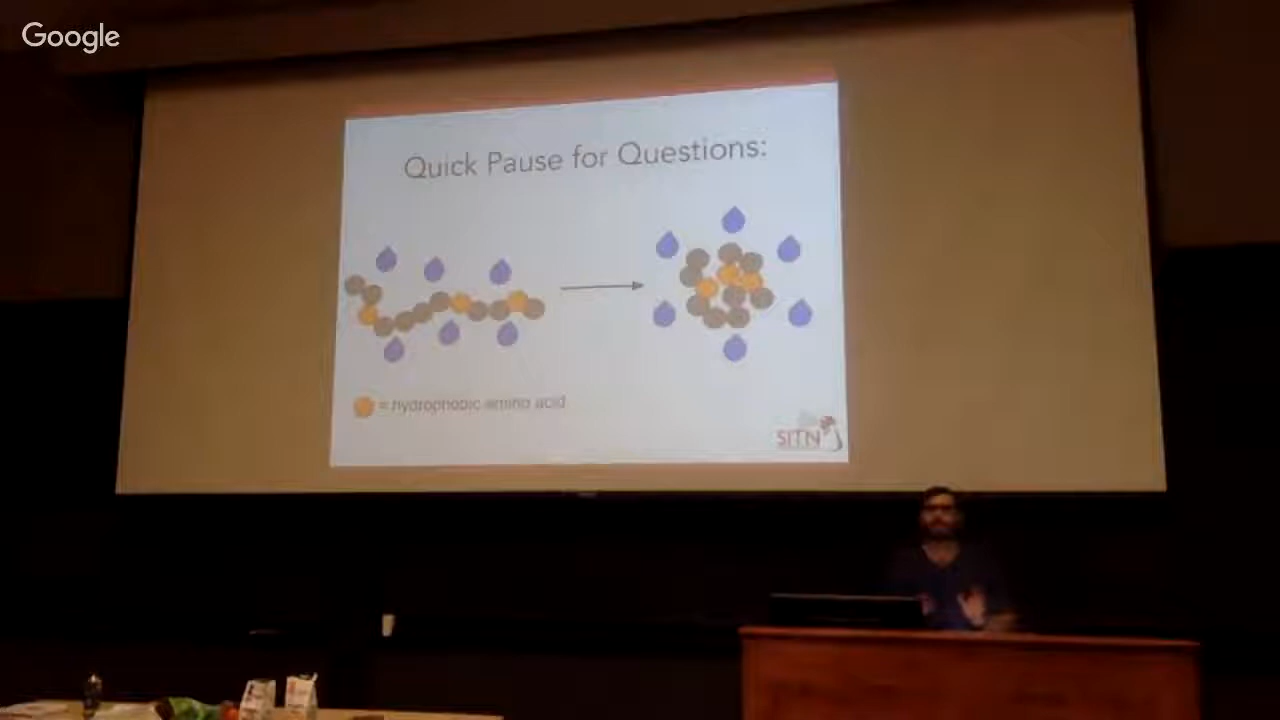 Google
Quick Pause for Questions:
= hydrophobic amino acid
SITN